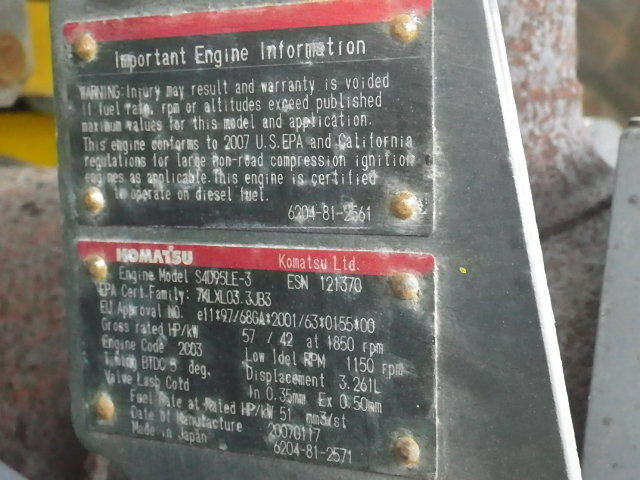 Important Engine Information
WARNING: Injury may result and warranty is voided
if fuel rate, rpm or altitudes exceed published
maximum values for this model and application.
This engine conforms to 2007 U.S.EPA and California
regulations for large non-road compression ignition
engines as applicable.This engine is certified
to operate on diesel fuel.
6204-81-2561
KOMATSU Komatsu Ltd.
Engine Model S4D95LE-3 ESN 121370
EPA Cert.Family: 7KLXL03.3JB3
EU Approval NO. e11*97/68GA*2001/63*0155*00
Gross rated HP/kW 57 / 42 at 1850 rpm
Engine Code 2C03 Low Idel RPM 1150 rpm
Timing BTDC 5 deg. Displacement 3.261L
Valve Lash Cold In 0.35mm Ex 0.50mm
Fuel Rate at Rated HP/kW 51 mm3/st
Date of Manufacture 20070117
Made in Japan 6204-81-2571